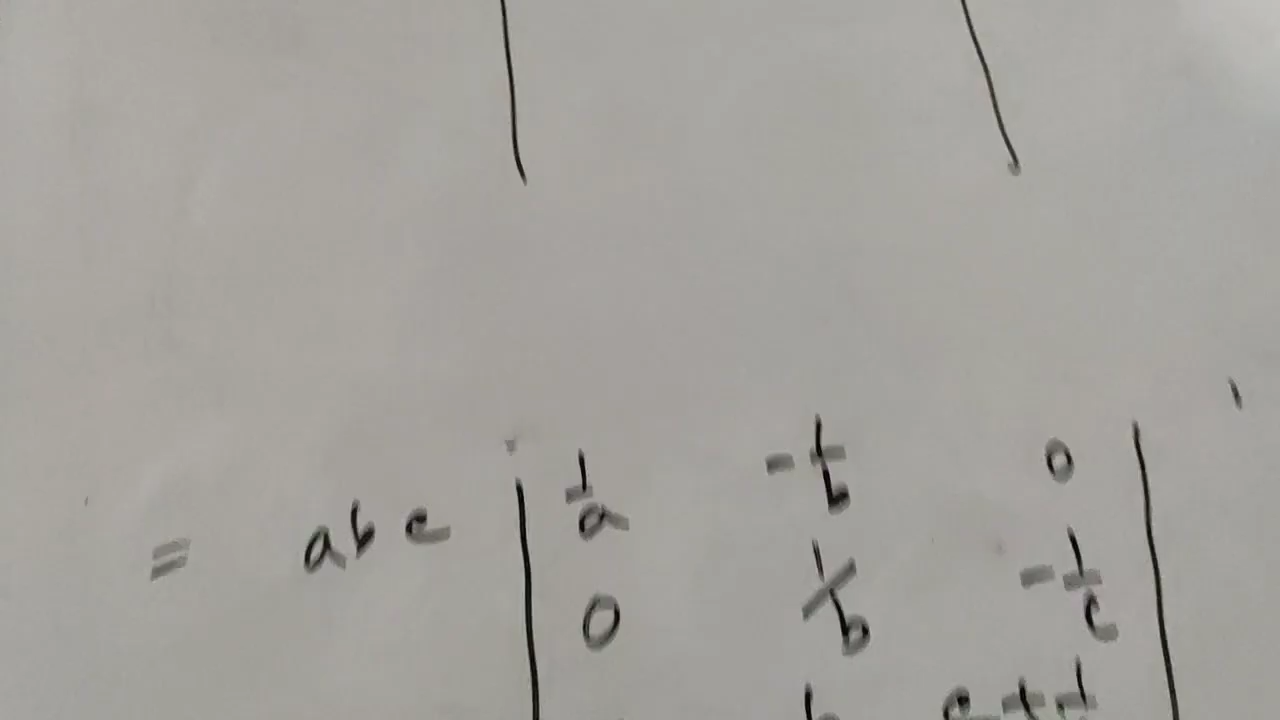 = abc | 1/a -1/b 0 |
| 0 1/b -1/c |